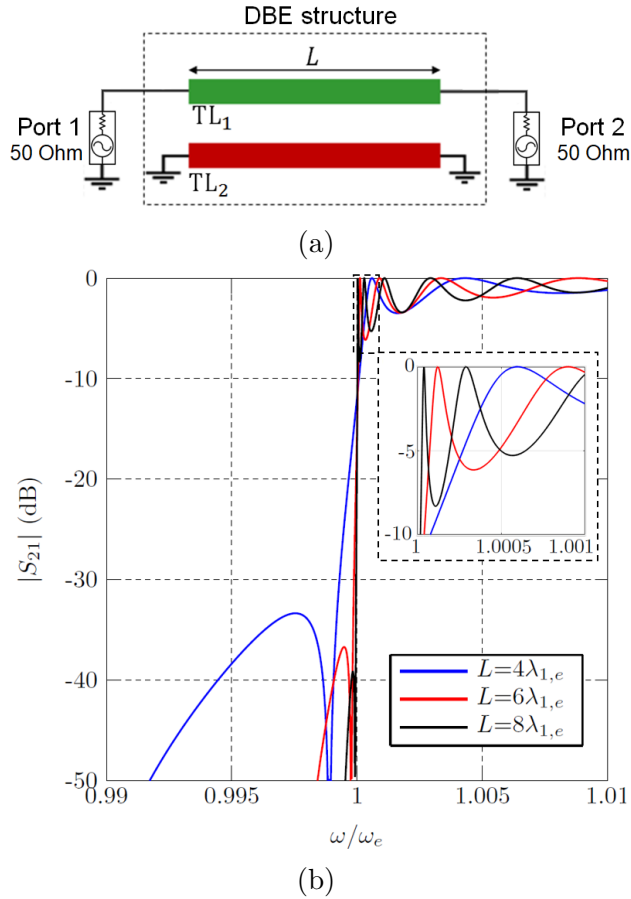 DBE structure
L
TL₁
Port 1
50 Ohm
Port 2
50 Ohm
TL₂
(a)
0
-10
-20
-30
-40
-50
|S₂₁| (dB)
0
-5
-10
1
1.0005
1.001
L=4λ₁,ₑ
L=6λ₁,ₑ
L=8λ₁,ₑ
0.99
0.995
1
1.005
1.01
ω/ωₑ
(b)